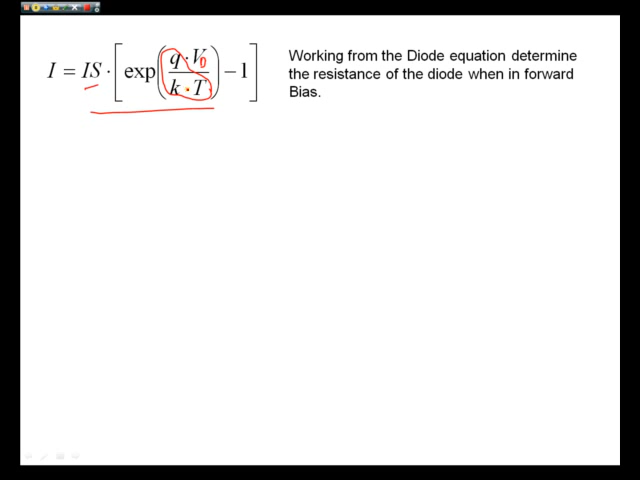 I = IS · [ exp( q · V₀ / k · T ) − 1 ]
Working from the Diode equation determine
the resistance of the diode when in forward
Bias.